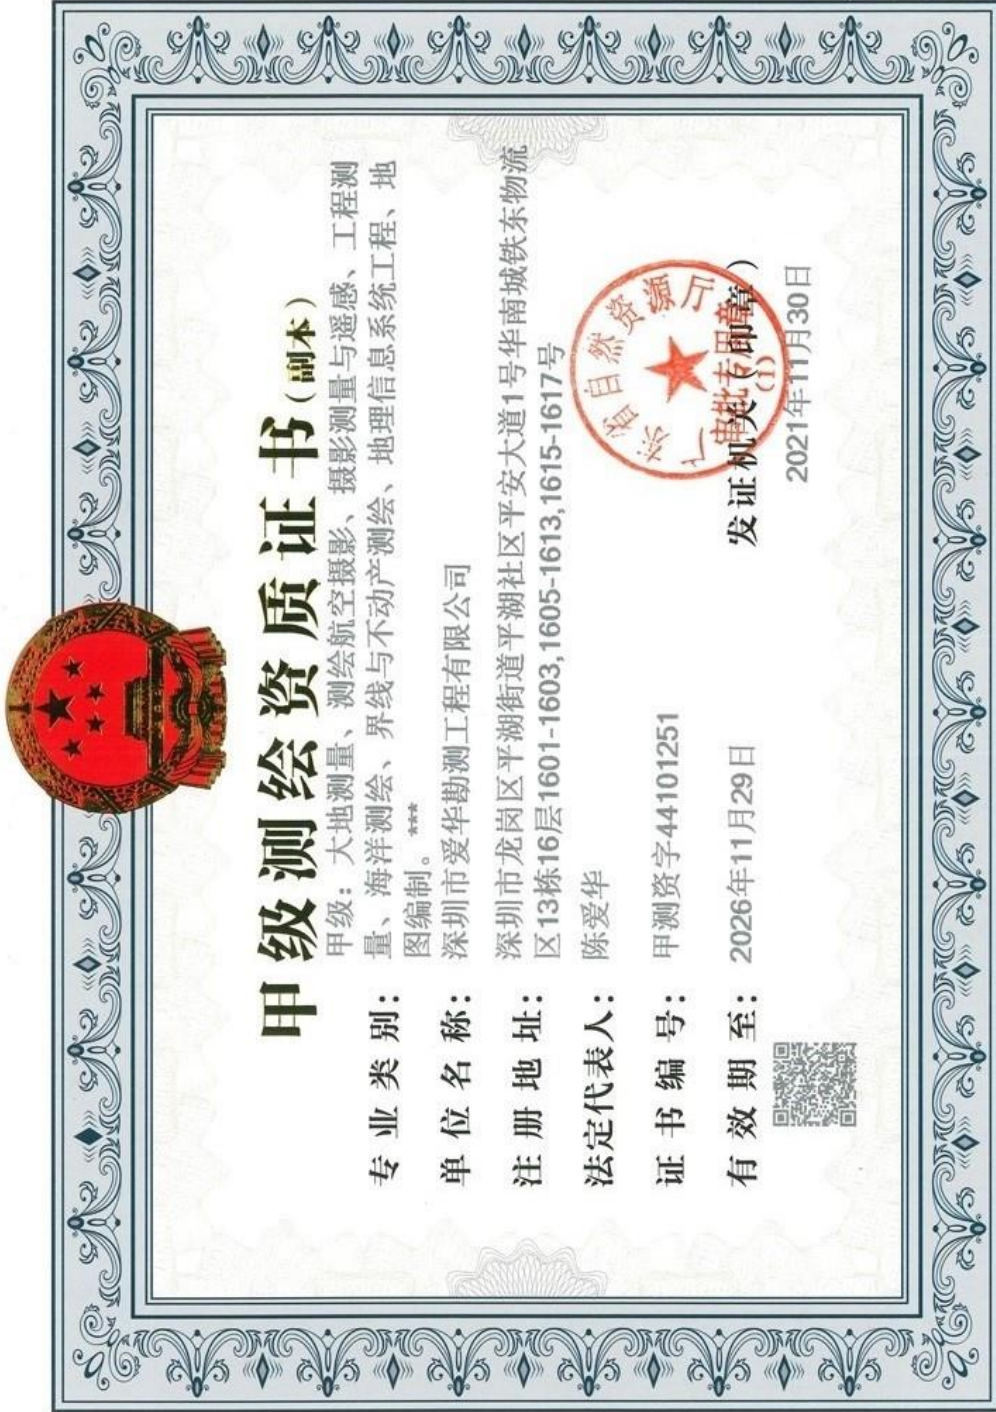 甲级测绘资质证书(副本)
专业类别：甲级：大地测量、测绘航空摄影、摄影测量与遥感、工程测
量、海洋测绘、界线与不动产测绘、地理信息系统工程、地
图编制。***
单位名称：深圳市爱华勘测工程有限公司
注册地址：深圳市龙岗区平湖街道平湖社区平安大道1号华南城铁东物流
区13栋16层1601-1603,1605-1613,1615-1617号
法定代表人：陈爱华
证书编号：甲测资字44101251
有效期至：2026年11月29日
广东省自然资源厅
审批专用章
(1)
发证机关(印章)
2021年11月30日